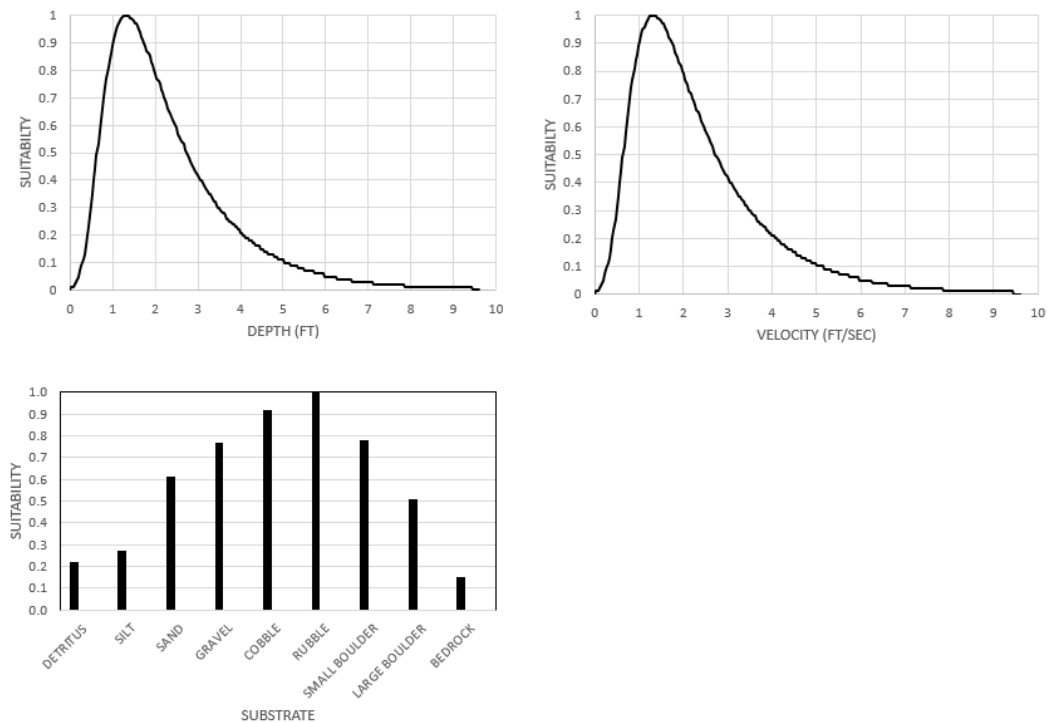 1
0.9
0.8
0.7
0.6
0.5
0.4
0.3
0.2
0.1
0
SUITABILTY
0 1 2 3 4 5 6 7 8 9 10
DEPTH (FT)
1
0.9
0.8
0.7
0.6
0.5
0.4
0.3
0.2
0.1
0
SUITABILTY
0 1 2 3 4 5 6 7 8 9 10
VELOCITY (FT/SEC)
1.0
0.9
0.8
0.7
0.6
0.5
0.4
0.3
0.2
0.1
0.0
SUITABILITY
DETRITUS
SILT
SAND
GRAVEL
COBBLE
RUBBLE
SMALL BOULDER
LARGE BOULDER
BEDROCK
SUBSTRATE